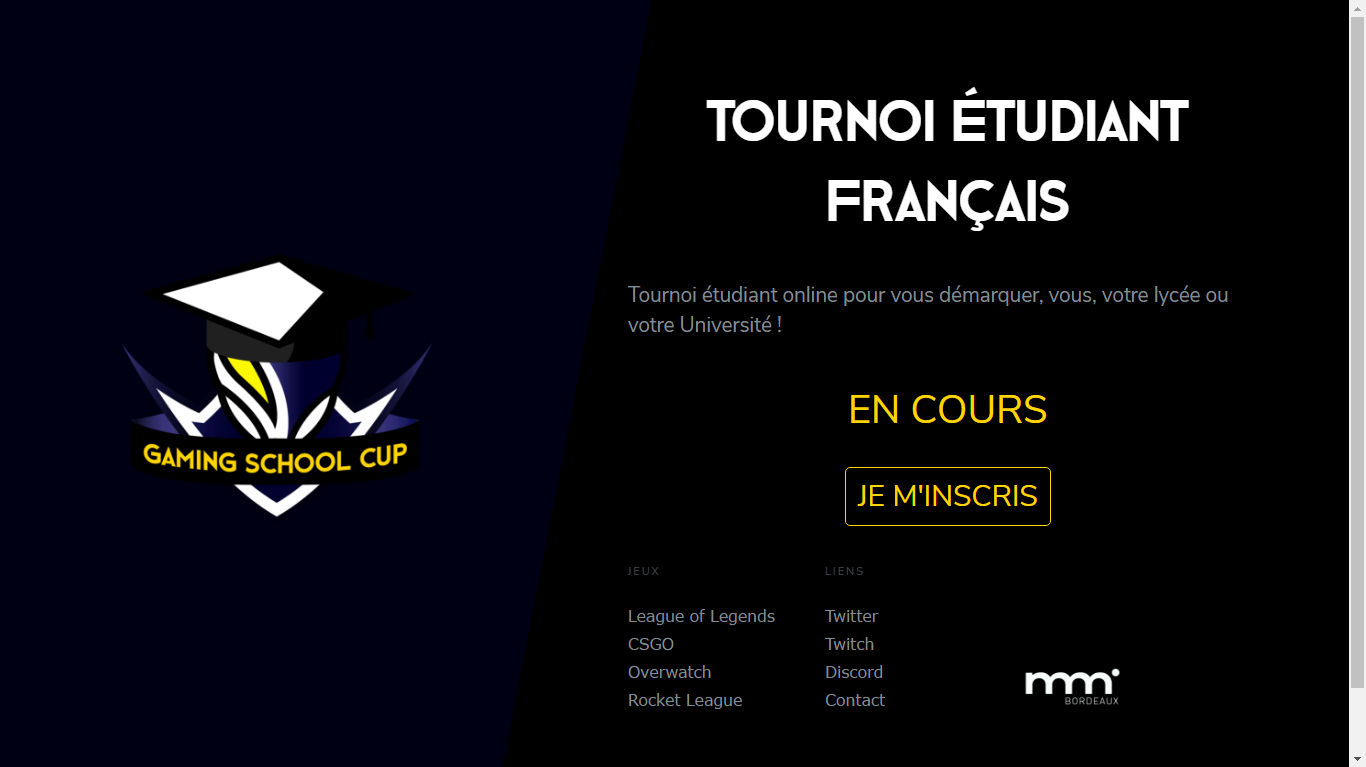 TOURNOI ÉTUDIANT
FRANÇAIS
Tournoi étudiant online pour vous démarquer, vous, votre lycée ou
votre Université !
GAMING SCHOOL CUP
EN COURS
JE M'INSCRIS
JEUX
League of Legends
CSGO
Overwatch
Rocket League
LIENS
Twitter
Twitch
Discord
Contact
mmi
BORDEAUX